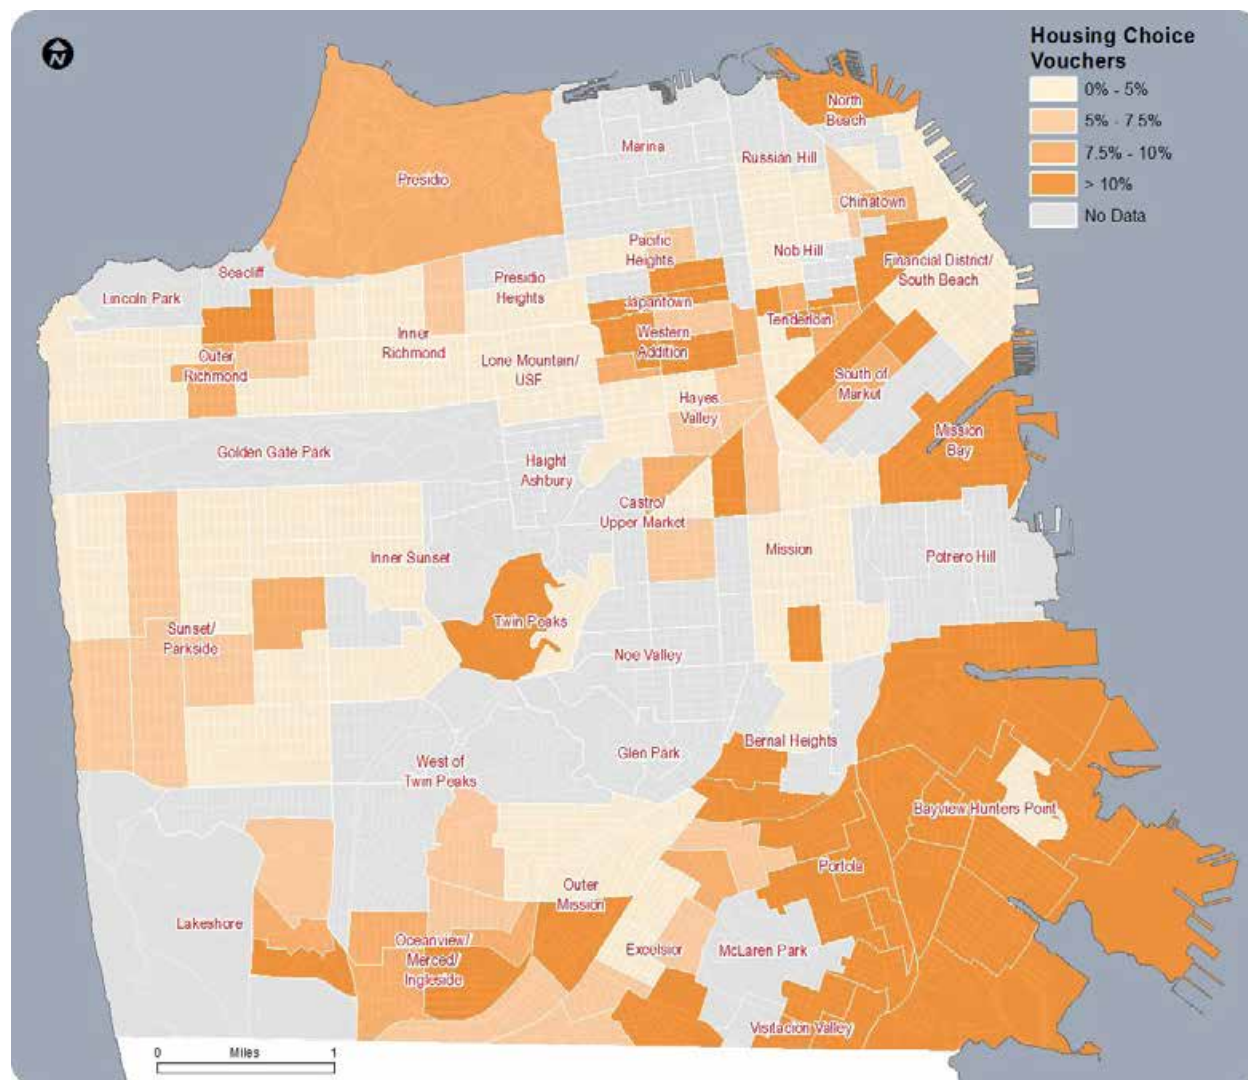 N
Housing Choice
Vouchers
0% - 5%
5% - 7.5%
7.5% - 10%
> 10%
No Data
North
Beach
Marina
Russian Hill
Presidio
Chinatown
Pacific
Heights
Nob Hill
Financial District/
South Beach
Seacliff
Lincoln Park
Presidio
Heights
Japantown
Tenderloin
Western
Addition
Inner
Richmond
Outer
Richmond
Lone Mountain/
USF
South of
Market
Hayes
Valley
Mission
Bay
Golden Gate Park
Haight
Ashbury
Castro/
Upper Market
Inner Sunset
Mission
Potrero Hill
Twin Peaks
Sunset/
Parkside
Noe Valley
Bernal Heights
Glen Park
West of
Twin Peaks
Bayview Hunters Point
Portola
Outer
Mission
Lakeshore
Oceanview/
Merced/
Ingleside
Excelsior
McLaren Park
Visitacion Valley
0 Miles 1